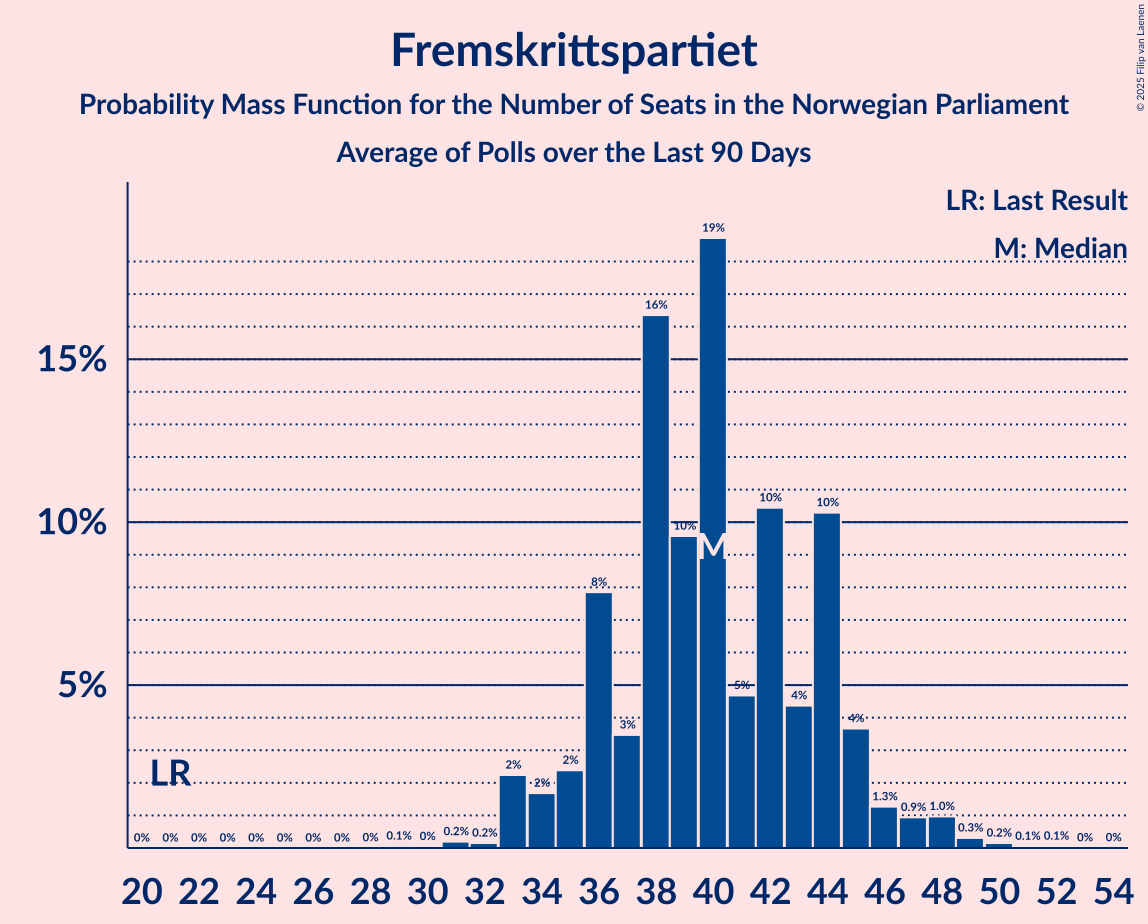 Fremskrittspartiet
Probability Mass Function for the Number of Seats in the Norwegian Parliament
Average of Polls over the Last 90 Days
© 2025 Filip van Laenen
LR: Last Result
M: Median
15%
10%
5%
LR
M
0% 0% 0% 0% 0% 0% 0% 0% 0% 0.1% 0% 0.2% 0.2% 2% 2% 2% 8% 3% 16% 10% 19% 5% 10% 4% 10% 4% 1.3% 0.9% 1.0% 0.3% 0.2% 0.1% 0.1% 0% 0%
20 22 24 26 28 30 32 34 36 38 40 42 44 46 48 50 52 54